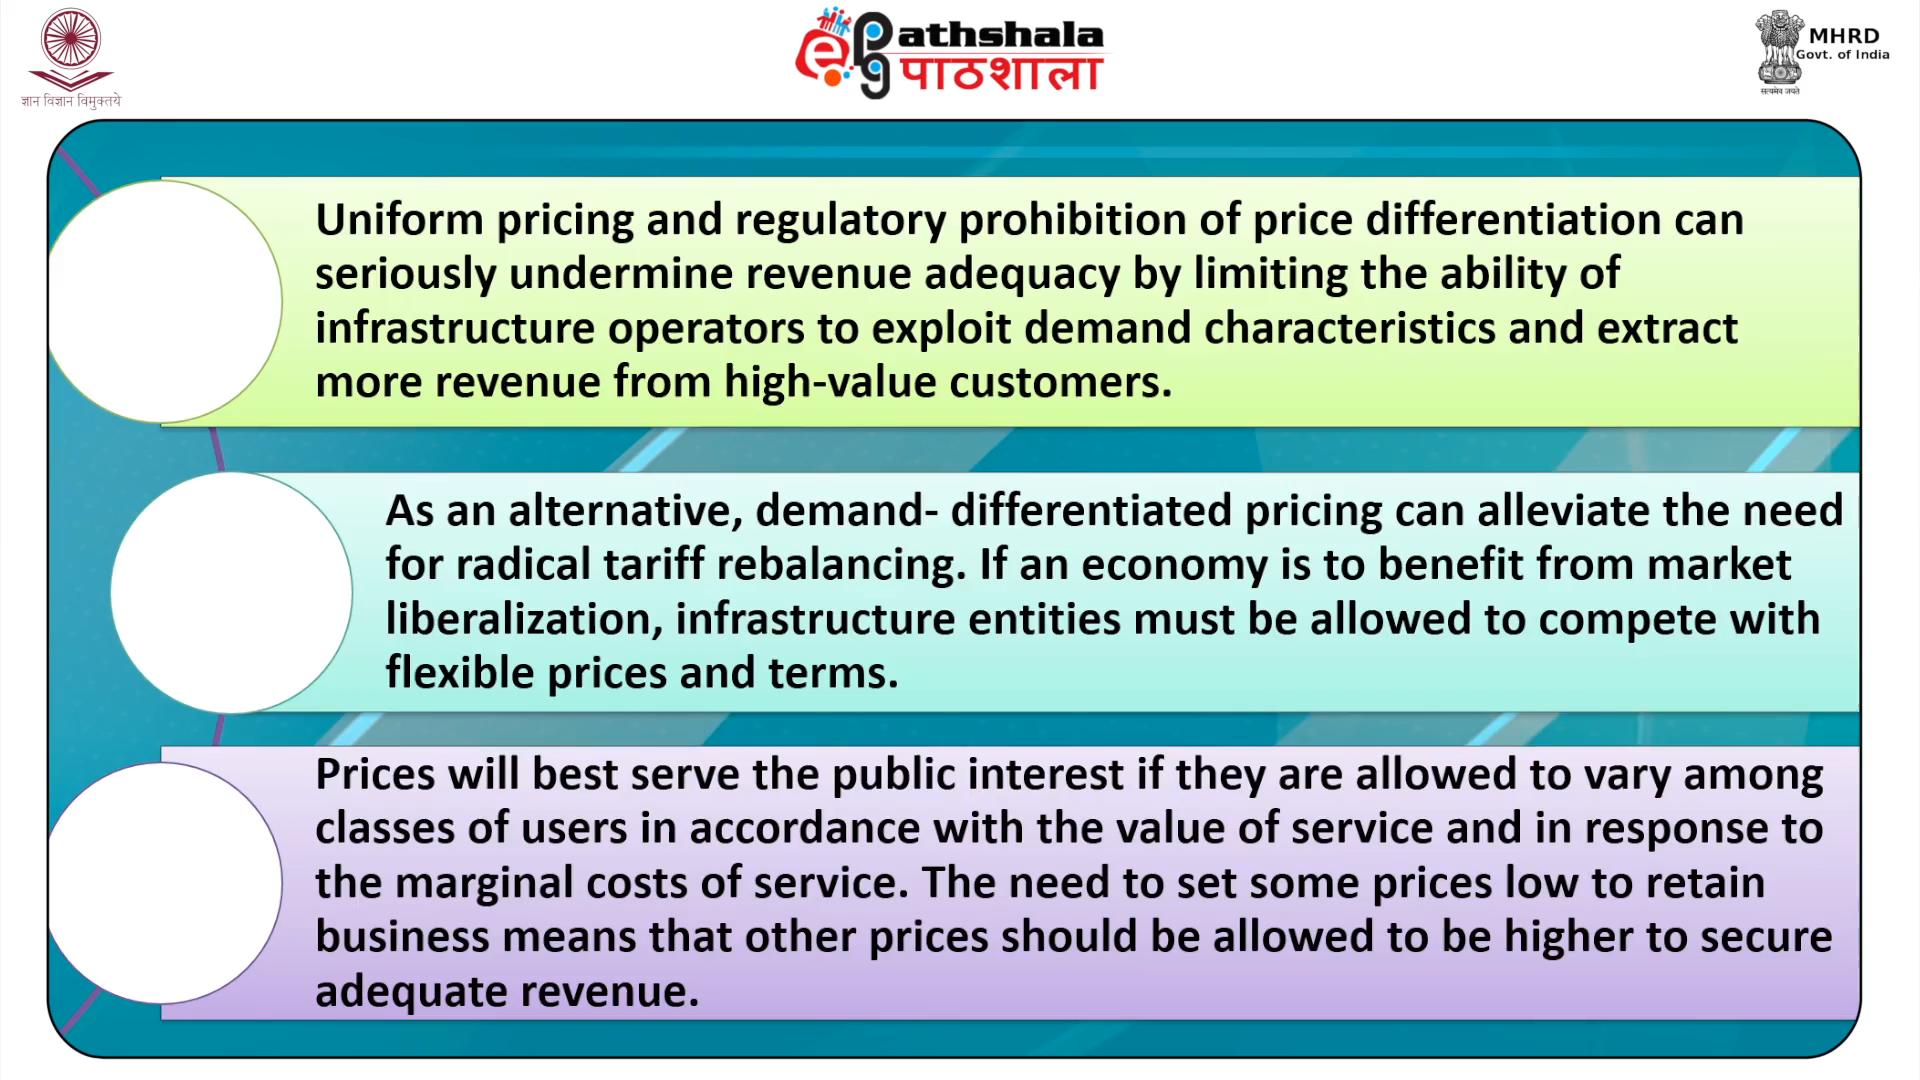 ज्ञान विज्ञान विमुक्तये
ePathshala
पाठशाला
MHRD
Govt. of India
सत्यमेव जयते
Uniform pricing and regulatory prohibition of price differentiation can
seriously undermine revenue adequacy by limiting the ability of
infrastructure operators to exploit demand characteristics and extract
more revenue from high-value customers.
As an alternative, demand- differentiated pricing can alleviate the need
for radical tariff rebalancing. If an economy is to benefit from market
liberalization, infrastructure entities must be allowed to compete with
flexible prices and terms.
Prices will best serve the public interest if they are allowed to vary among
classes of users in accordance with the value of service and in response to
the marginal costs of service. The need to set some prices low to retain
business means that other prices should be allowed to be higher to secure
adequate revenue.